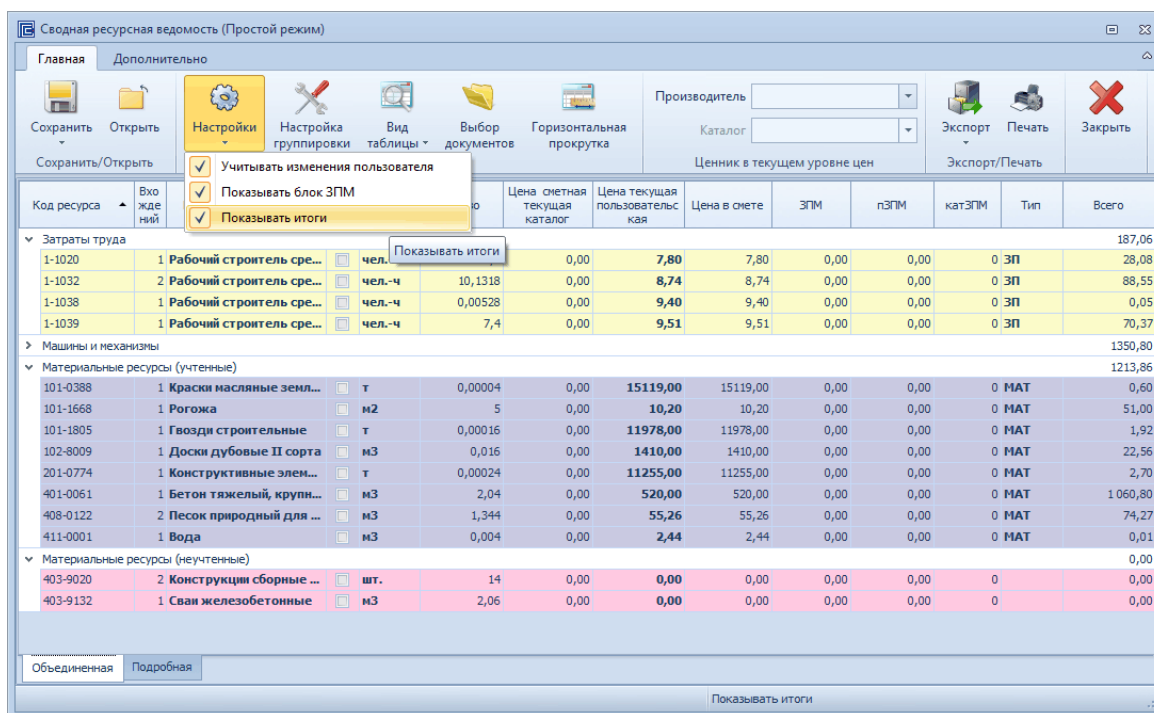 Сводная ресурсная ведомость (Простой режим)
Главная Дополнительно
Сохранить Открыть Настройки Настройка группировки Вид таблицы Выбор документов Горизонтальная прокрутка Производитель Каталог Экспорт Печать Закрыть
Сохранить/Открыть Ценник в текущем уровне цен Экспорт/Печать
Учитывать изменения пользователя
Показывать блок ЗПМ
Показывать итоги
Код ресурса Вхо жде ний Цена сметная текущая каталог Цена текущая пользовательс кая Цена в смете ЗПМ пЗПМ катЗПМ Тип Всего
Затраты труда 187,06
Показывать итоги
1-1020 1 Рабочий строитель сре... чел. 0,00 7,80 7,80 0,00 0,00 0 ЗП 28,08
1-1032 2 Рабочий строитель сре... чел.-ч 10,1318 0,00 8,74 8,74 0,00 0,00 0 ЗП 88,55
1-1038 1 Рабочий строитель сре... чел.-ч 0,00528 0,00 9,40 9,40 0,00 0,00 0 ЗП 0,05
1-1039 1 Рабочий строитель сре... чел.-ч 7,4 0,00 9,51 9,51 0,00 0,00 0 ЗП 70,37
Машины и механизмы 1350,80
Материальные ресурсы (учтенные) 1213,86
101-0388 1 Краски масляные земл... т 0,00004 0,00 15119,00 15119,00 0,00 0,00 0 МАТ 0,60
101-1668 1 Рогожа м2 5 0,00 10,20 10,20 0,00 0,00 0 МАТ 51,00
101-1805 1 Гвозди строительные т 0,00016 0,00 11978,00 11978,00 0,00 0,00 0 МАТ 1,92
102-8009 1 Доски дубовые II сорта м3 0,016 0,00 1410,00 1410,00 0,00 0,00 0 МАТ 22,56
201-0774 1 Конструктивные элем... т 0,00024 0,00 11255,00 11255,00 0,00 0,00 0 МАТ 2,70
401-0061 1 Бетон тяжелый, крупн... м3 2,04 0,00 520,00 520,00 0,00 0,00 0 МАТ 1 060,80
408-0122 2 Песок природный для ... м3 1,344 0,00 55,26 55,26 0,00 0,00 0 МАТ 74,27
411-0001 1 Вода м3 0,004 0,00 2,44 2,44 0,00 0,00 0 МАТ 0,01
Материальные ресурсы (неучтенные) 0,00
403-9020 2 Конструкции сборные ... шт. 14 0,00 0,00 0,00 0,00 0,00 0 0,00
403-9132 1 Сваи железобетонные м3 2,06 0,00 0,00 0,00 0,00 0,00 0 0,00
Объединенная Подробная
Показывать итоги